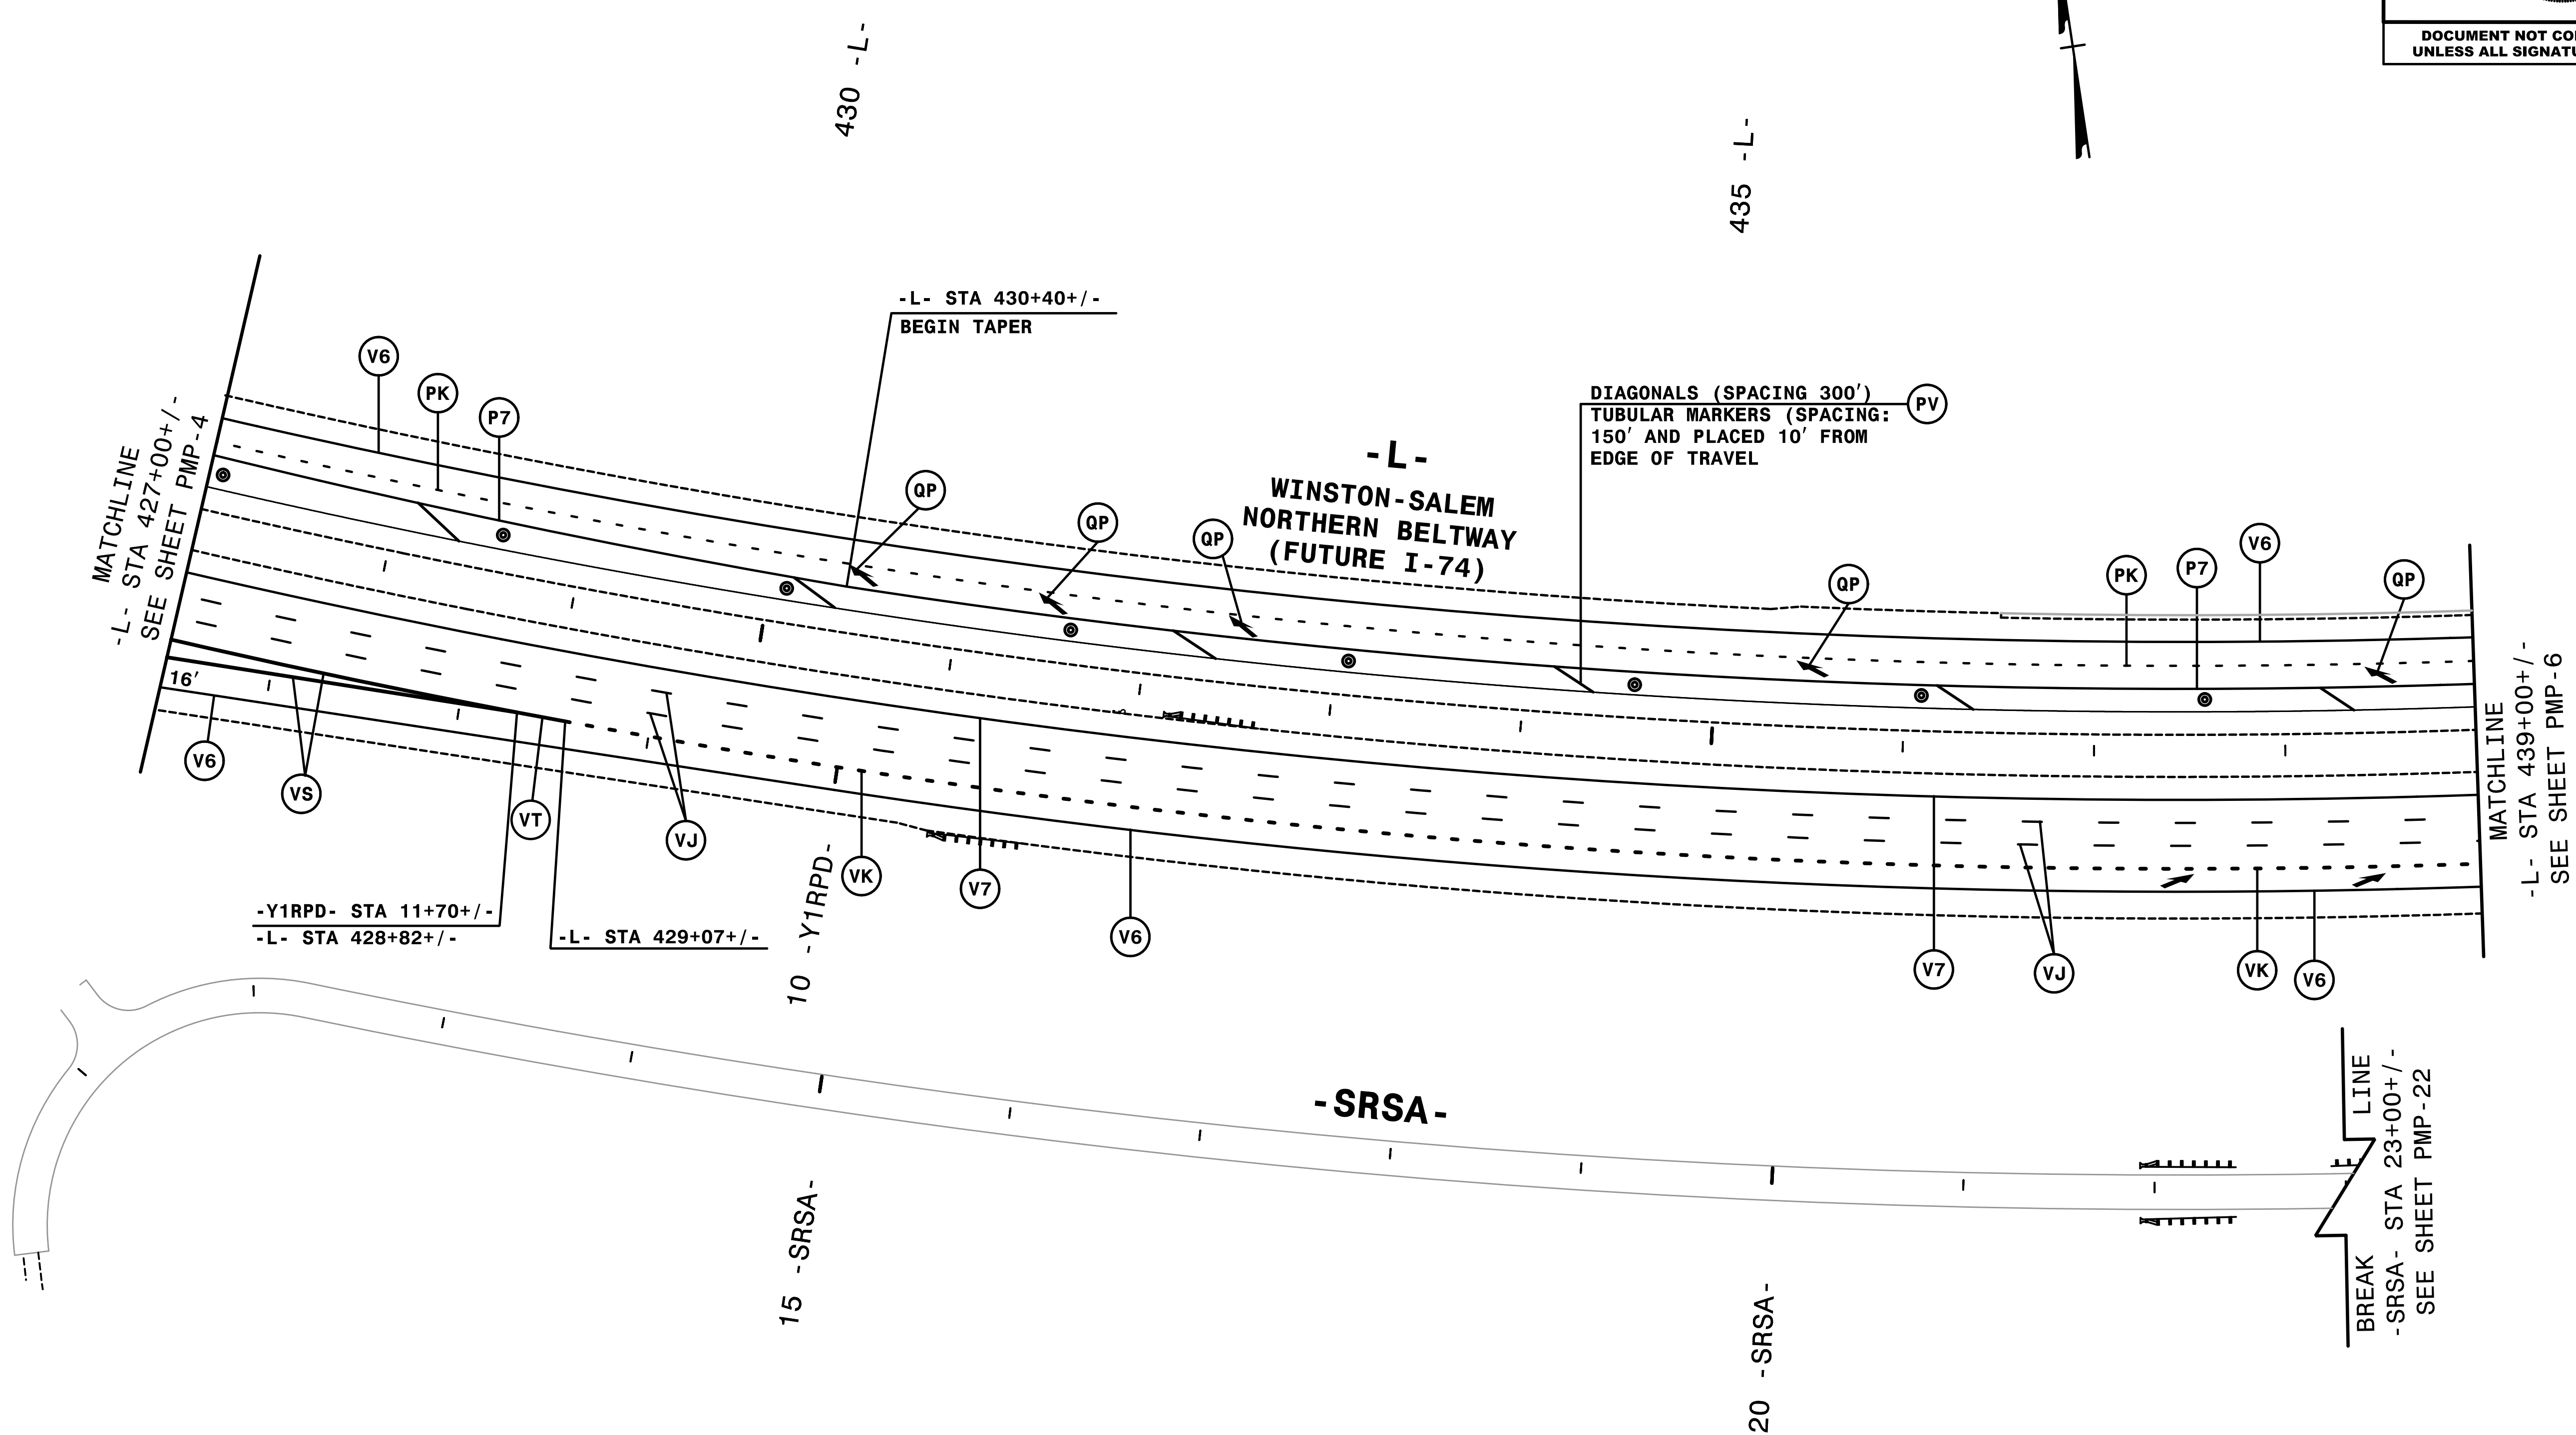 DOCUMENT NOT CO
UNLESS ALL SIGNATU
430 -L-
435 -L-
-L- STA 430+40+/-
BEGIN TAPER
V6
PK
P7
MATCHLINE
-L- STA 427+00+/-
SEE SHEET PMP-4
QP
QP
QP
-L-
WINSTON-SALEM
NORTHERN BELTWAY
(FUTURE I-74)
DIAGONALS (SPACING 300')
TUBULAR MARKERS (SPACING:
150' AND PLACED 10' FROM
EDGE OF TRAVEL
PV
QP
PK
P7
V6
QP
MATCHLINE
-L- STA 439+00+/-
SEE SHEET PMP-6
16'
V6
VS
VT
VJ
VK
V7
V6
V7
VJ
VK
V6
-Y1RPD- STA 11+70+/-
-L- STA 428+82+/-
-L- STA 429+07+/-
10 -Y1RPD-
-SRSA-
15 -SRSA-
20 -SRSA-
BREAK LINE
-SRSA- STA 23+00+/-
SEE SHEET PMP-22